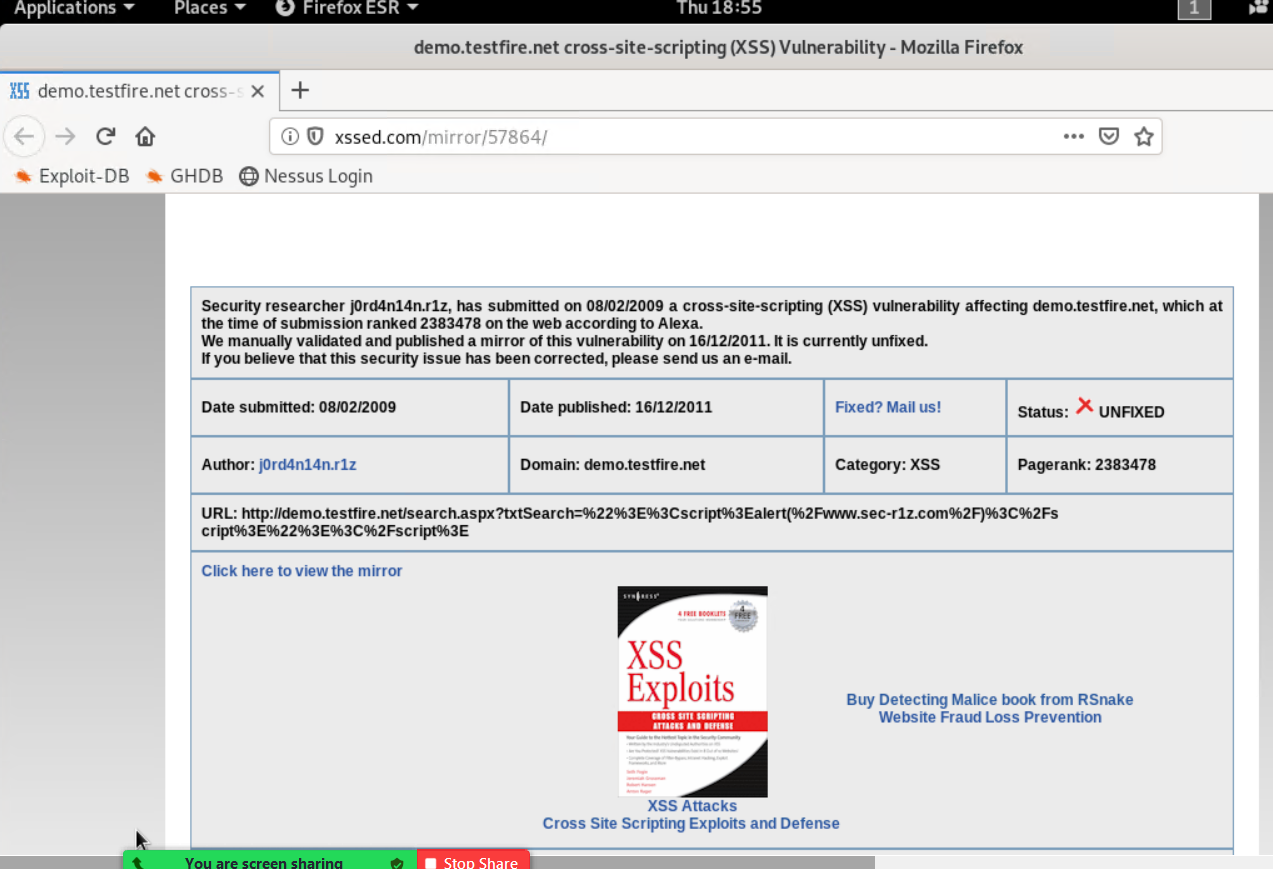 Applications Places Firefox ESR Thu 18:55 1
demo.testfire.net cross-site-scripting (XSS) Vulnerability - Mozilla Firefox
XSS demo.testfire.net cross-s
xssed.com/mirror/57864/
Exploit-DB GHDB Nessus Login
Security researcher j0rd4n14n.r1z, has submitted on 08/02/2009 a cross-site-scripting (XSS) vulnerability affecting demo.testfire.net, which at
the time of submission ranked 2383478 on the web according to Alexa.
We manually validated and published a mirror of this vulnerability on 16/12/2011. It is currently unfixed.
If you believe that this security issue has been corrected, please send us an e-mail.
Date submitted: 08/02/2009 Date published: 16/12/2011 Fixed? Mail us! Status: UNFIXED
Author: j0rd4n14n.r1z Domain: demo.testfire.net Category: XSS Pagerank: 2383478
URL: http://demo.testfire.net/search.aspx?txtSearch=%22%3E%3Cscript%3Ealert(%2Fwww.sec-r1z.com%2F)%3C%2Fs
cript%3E%22%3E%3C%2Fscript%3E
Click here to view the mirror
SYNGRESS
4 FREE BOOKLETS
4
FREE
XSS
Exploits
CROSS SITE SCRIPTING
ATTACKS AND DEFENSE
Buy Detecting Malice book from RSnake
Website Fraud Loss Prevention
XSS Attacks
Cross Site Scripting Exploits and Defense
You are screen sharing Stop Share